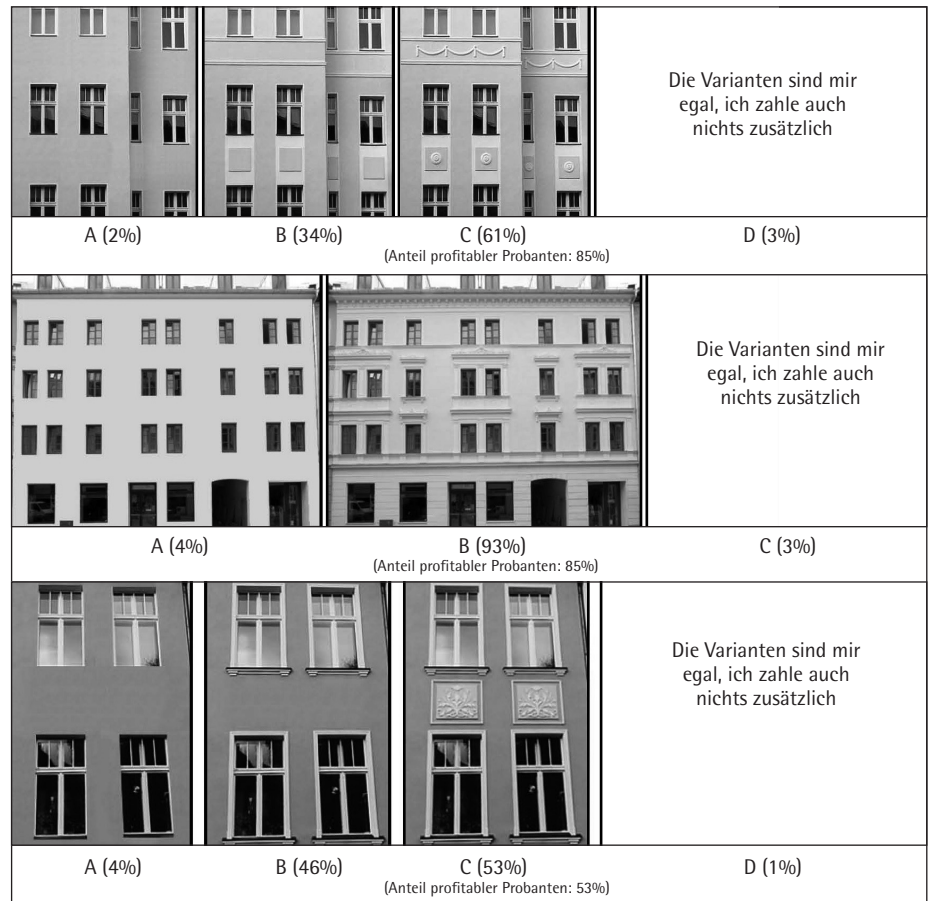 Die Varianten sind mir
egal, ich zahle auch
nichts zusätzlich
A (2%)
B (34%)
C (61%)
(Anteil profitabler Probanten: 85%)
D (3%)
Die Varianten sind mir
egal, ich zahle auch
nichts zusätzlich
A (4%)
B (93%)
(Anteil profitabler Probanten: 85%)
C (3%)
Die Varianten sind mir
egal, ich zahle auch
nichts zusätzlich
A (4%)
B (46%)
C (53%)
(Anteil profitabler Probanten: 53%)
D (1%)